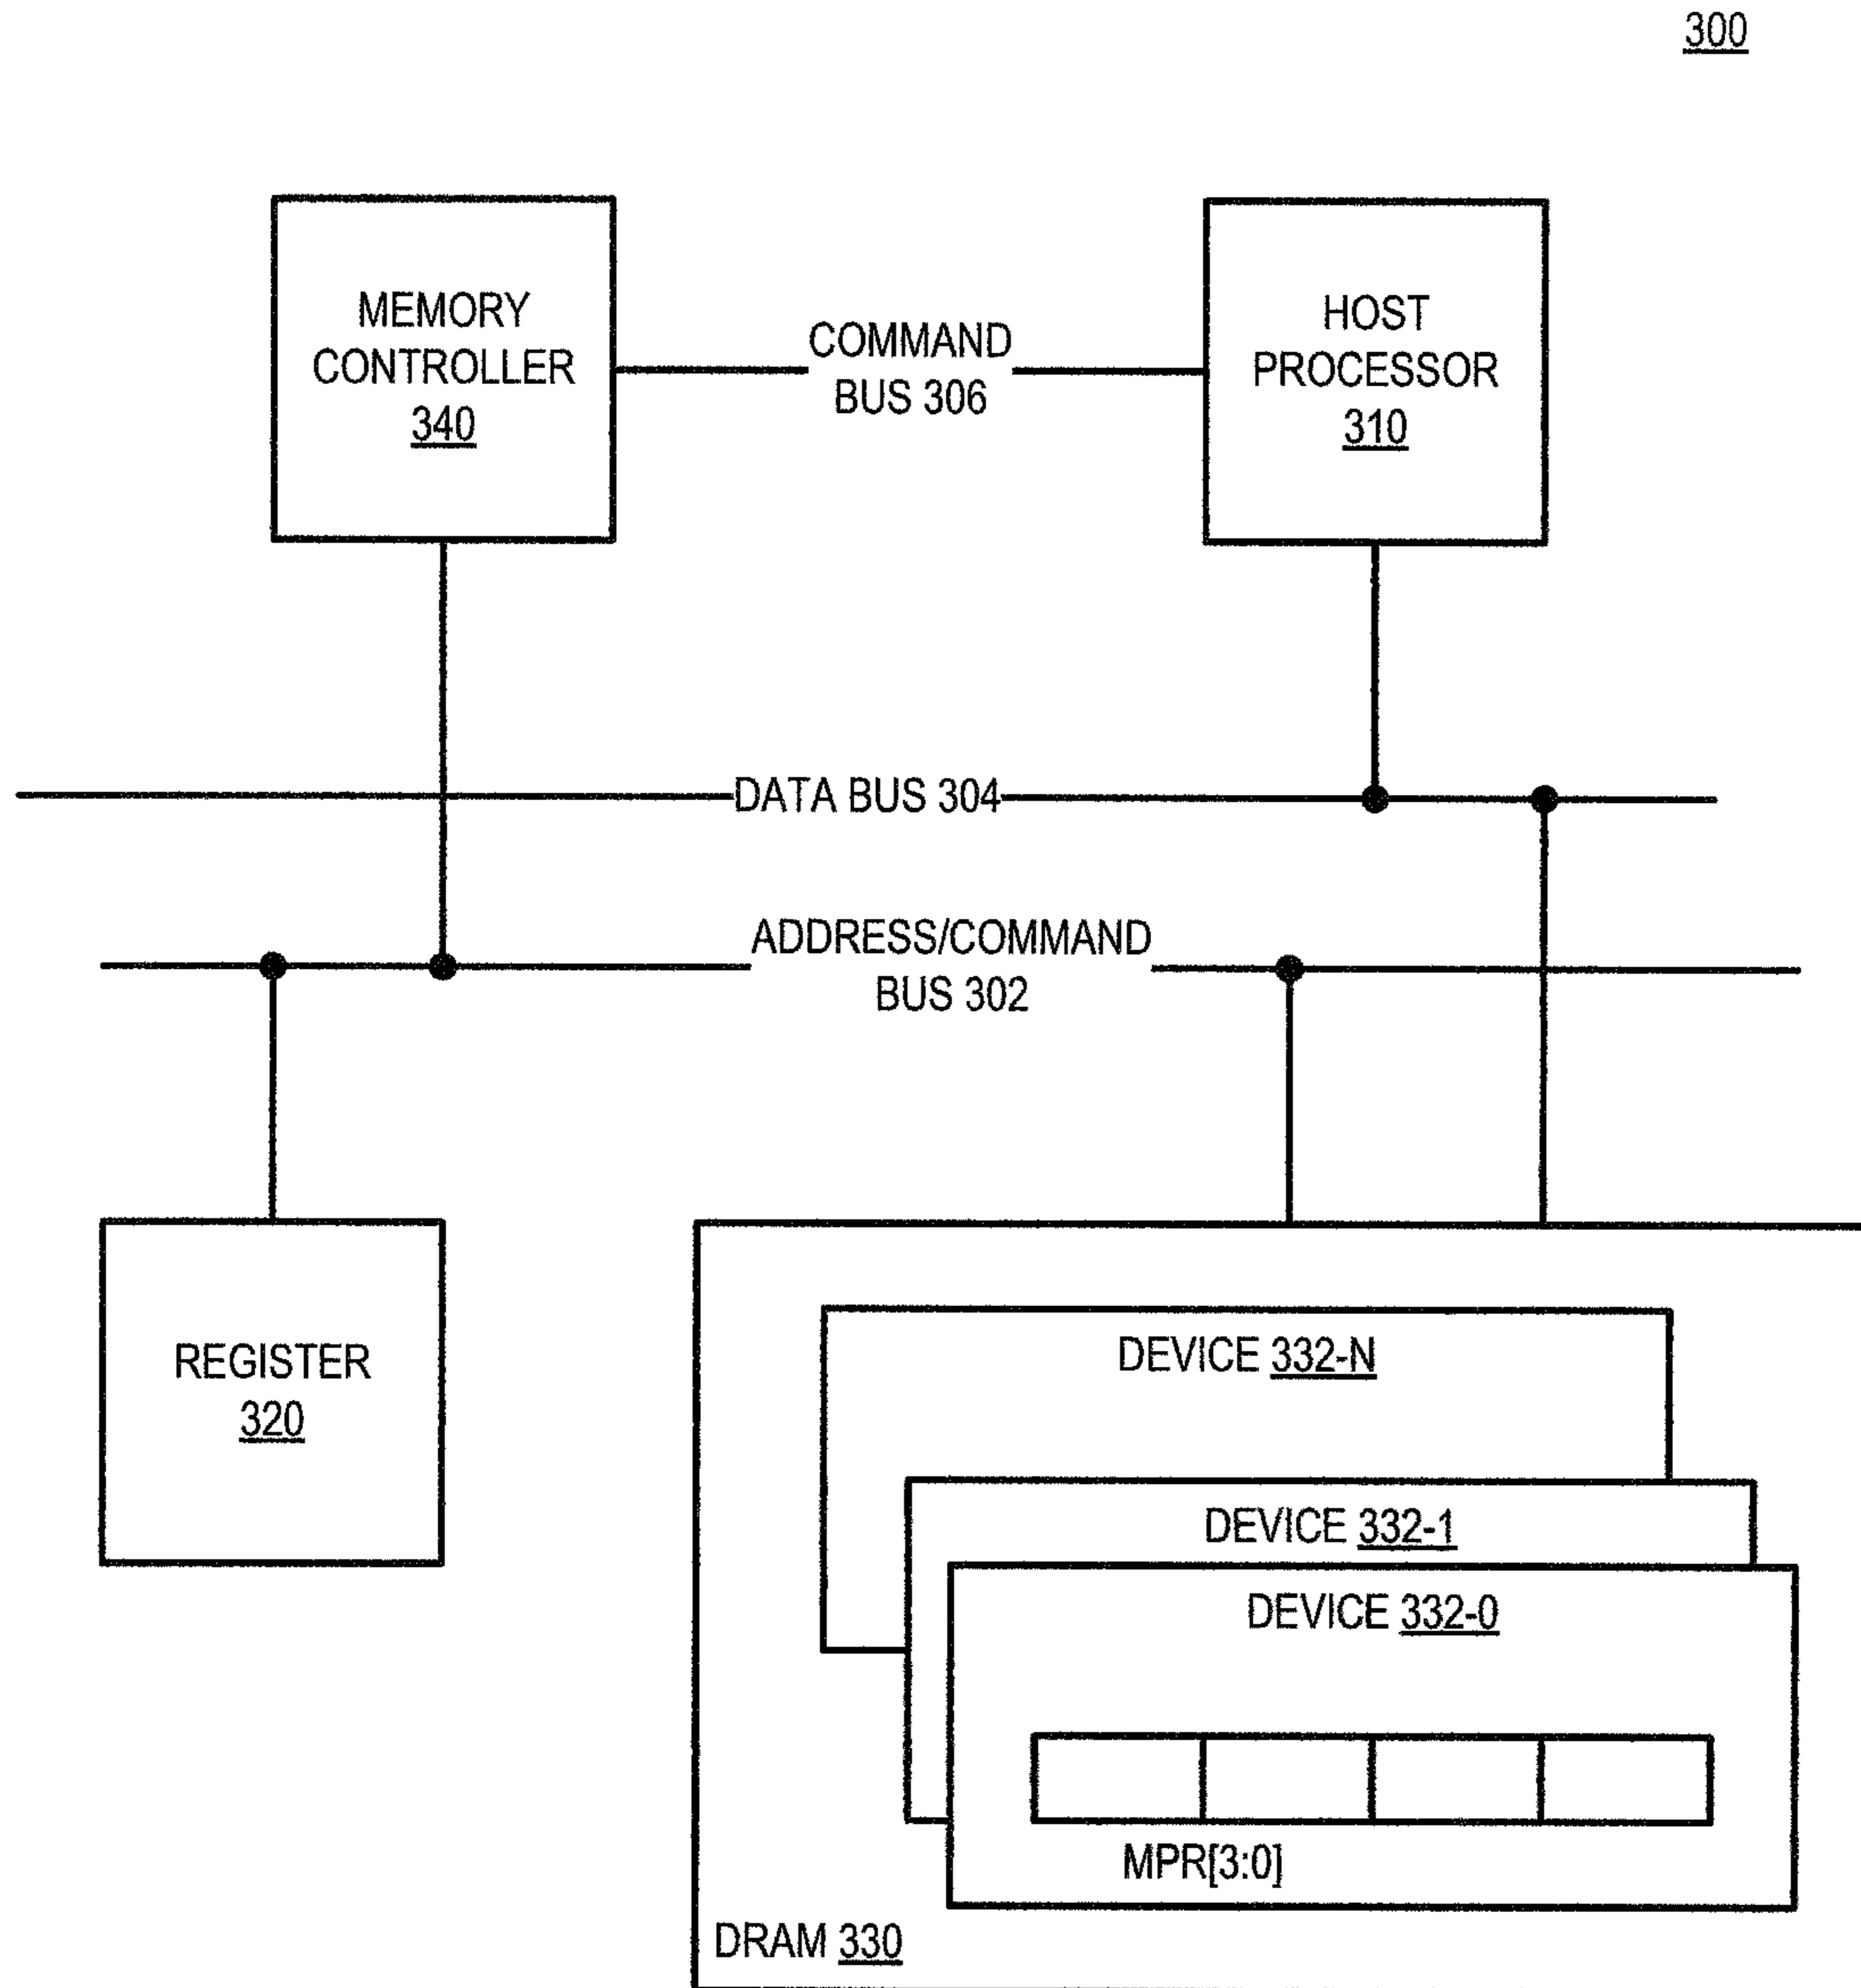 300
MEMORY
CONTROLLER
340
COMMAND
BUS 306
HOST
PROCESSOR
310
DATA BUS 304
ADDRESS/COMMAND
BUS 302
REGISTER
320
DEVICE 332-N
DEVICE 332-1
DEVICE 332-0
MPR[3:0]
DRAM 330